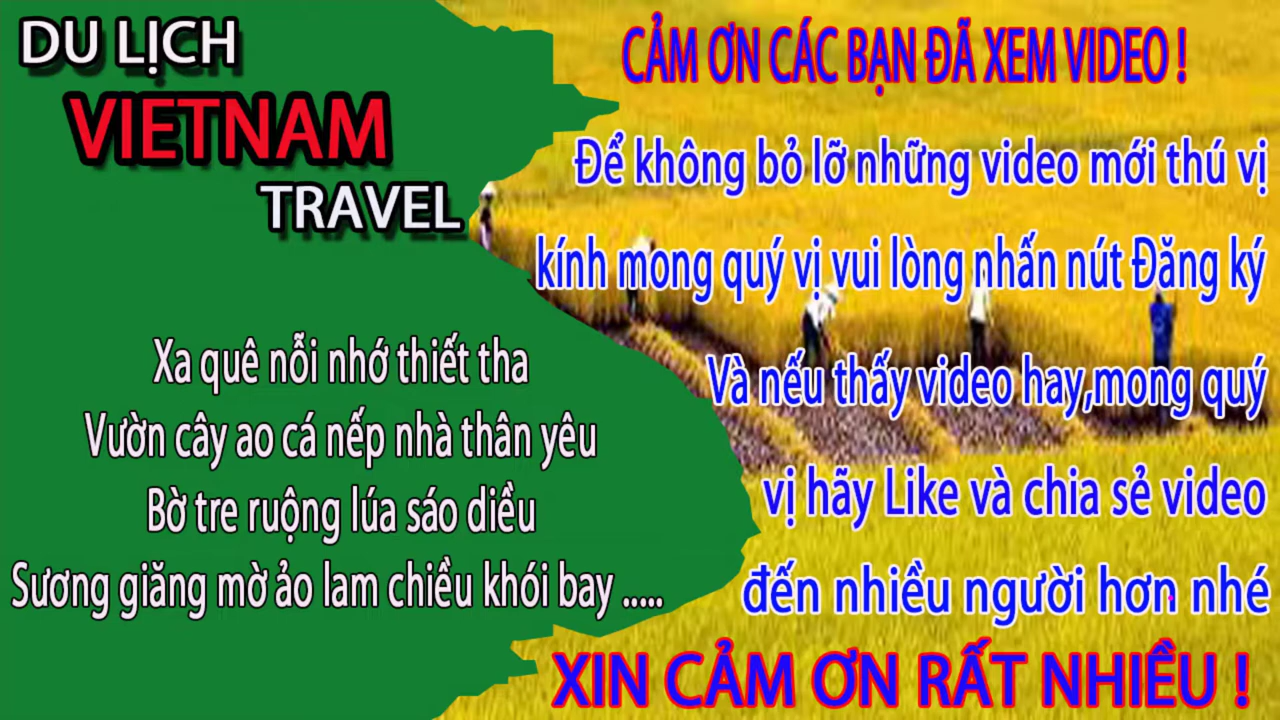 DU LỊCH
VIETNAM
TRAVEL
Xa quê nỗi nhớ thiết tha
Vườn cây ao cá nếp nhà thân yêu
Bờ tre ruộng lúa sáo diều
Sương giăng mờ ảo lam chiều khói bay .....
CẢM ƠN CÁC BẠN ĐÃ XEM VIDEO !
Để không bỏ lỡ những video mới thú vị
kính mong quý vị vui lòng nhấn nút Đăng ký
Và nếu thấy video hay,mong quý
vị hãy Like và chia sẻ video
đến nhiều người hơn nhé
XIN CẢM ƠN RẤT NHIỀU !